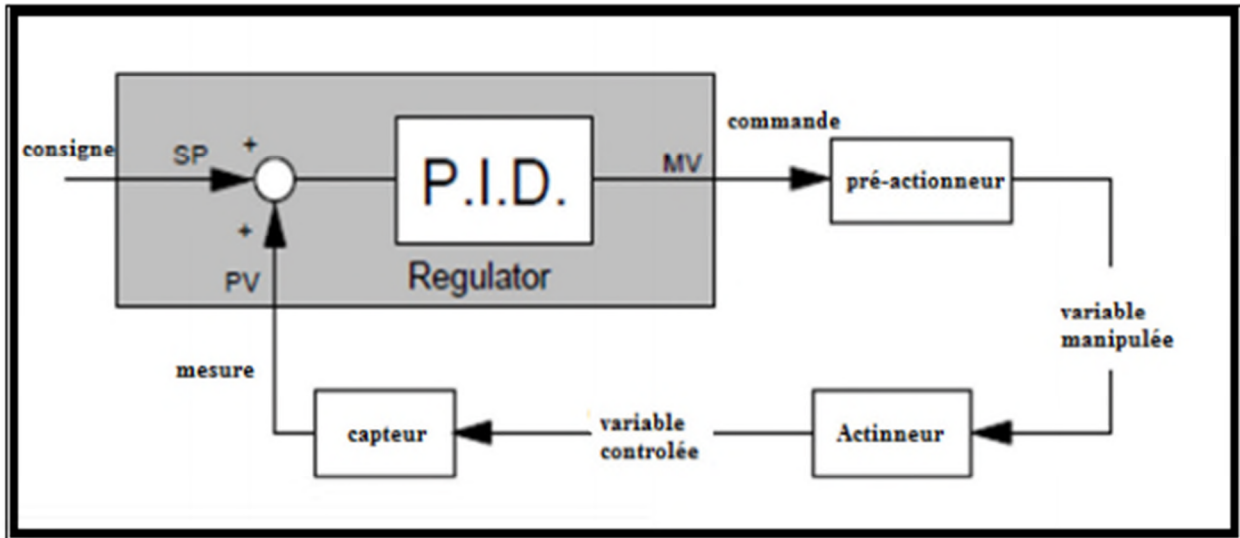 consigne
SP
+
+
PV
P.I.D.
Regulator
MV
commande
pré-actionneur
variable
manipulée
Actinneur
variable
controlée
capteur
mesure